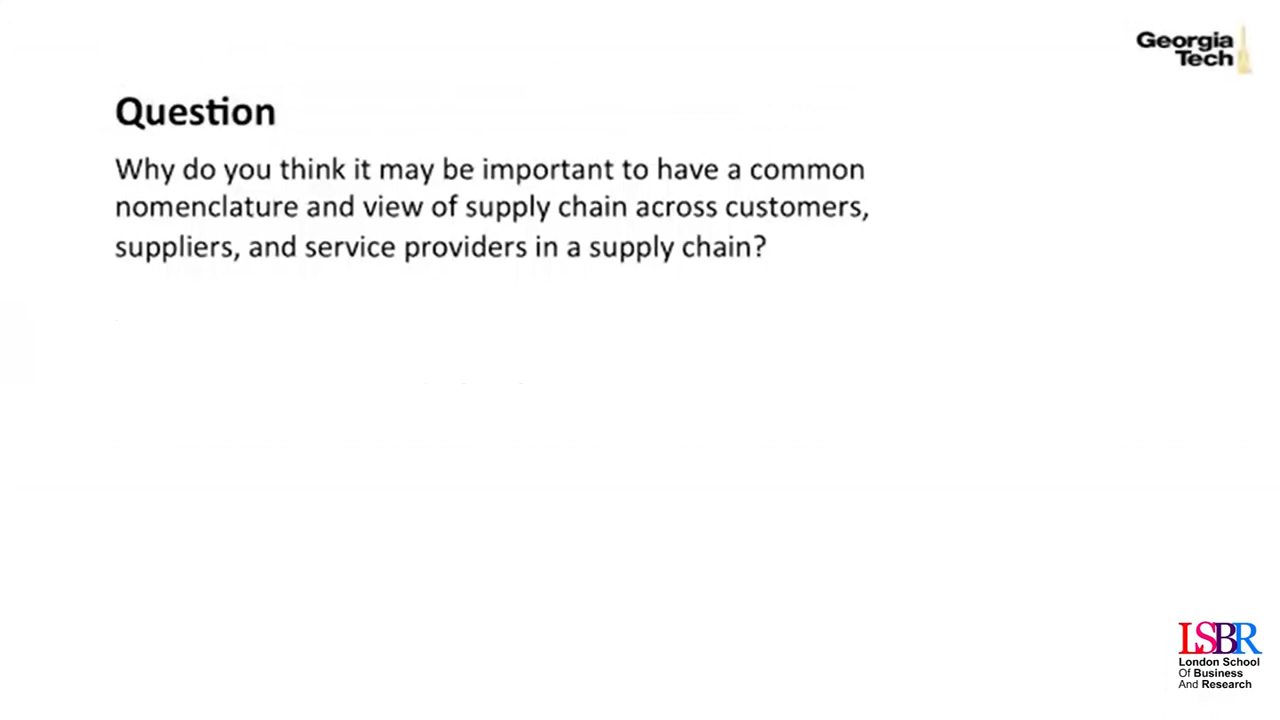 Georgia
Tech
Question
Why do you think it may be important to have a common
nomenclature and view of supply chain across customers,
suppliers, and service providers in a supply chain?
LSBR
London School
Of Business
And Research